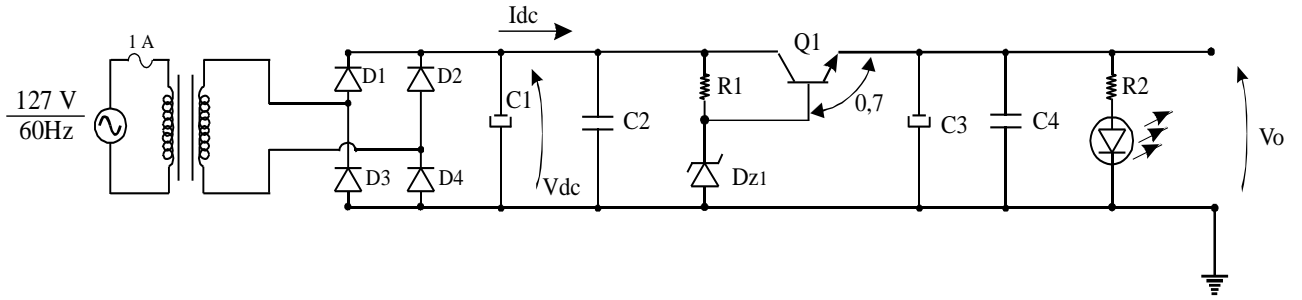 Idc
1 A
Q1
D1
D2
127 V
60Hz
C1
R1
0,7
R2
C2
C3
C4
Vo
D3
D4
Vdc
Dz1